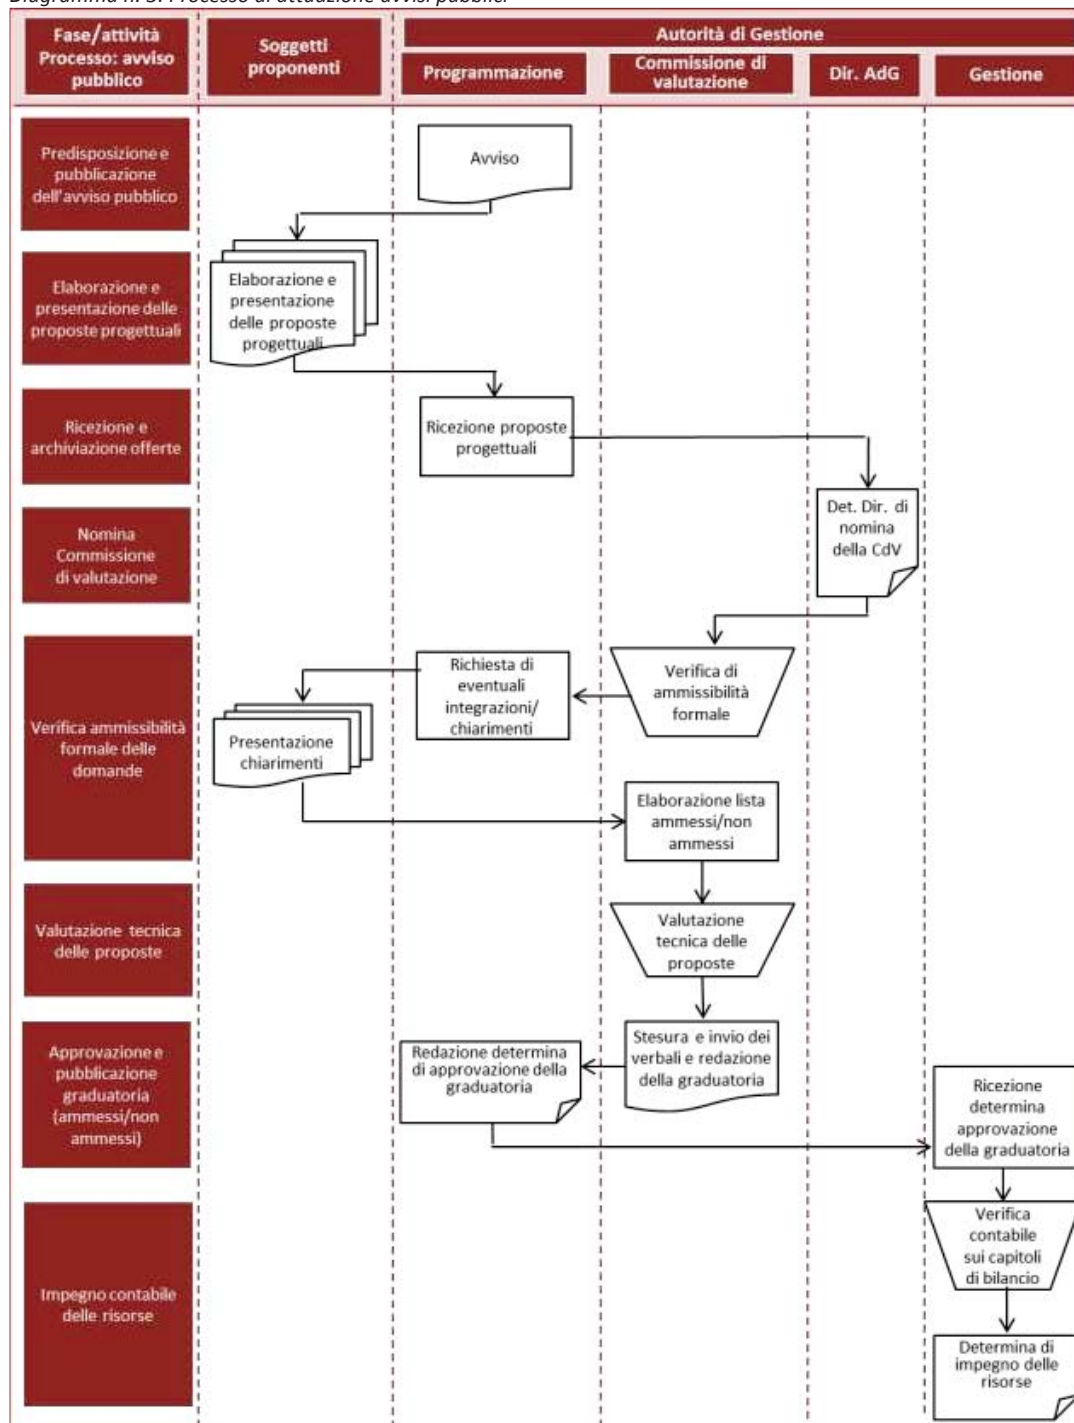 Diagramma n. 3: Processo di attuazione avvisi pubblici
Fase/attività
Processo: avviso
pubblico
Soggetti
proponenti
Autorità di Gestione
Programmazione
Commissione di
valutazione
Dir. AdG
Gestione
Predisposizione e
pubblicazione
dell'avviso pubblico
Avviso
Elaborazione e
presentazione delle
proposte progettuali
Elaborazione e
presentazione
delle proposte
progettuali
Ricezione e
archiviazione offerte
Ricezione proposte
progettuali
Nomina
Commissione
di valutazione
Det. Dir. di
nomina
della CdV
Verifica ammissibilità
formale delle
domande
Verifica di
ammissibilità
formale
Richiesta di
eventuali
integrazioni/
chiarimenti
Presentazione
chiarimenti
Elaborazione lista
ammessi/non
ammessi
Valutazione tecnica
delle proposte
Valutazione
tecnica delle
proposte
Approvazione e
pubblicazione
graduatoria
(ammessi/non
ammessi)
Stesura e invio dei
verbali e redazione
della graduatoria
Redazione determina
di approvazione della
graduatoria
Ricezione
determina
approvazione
della graduatoria
Impegno contabile
delle risorse
Verifica
contabile
sui capitoli
di bilancio
Determina di
impegno delle
risorse